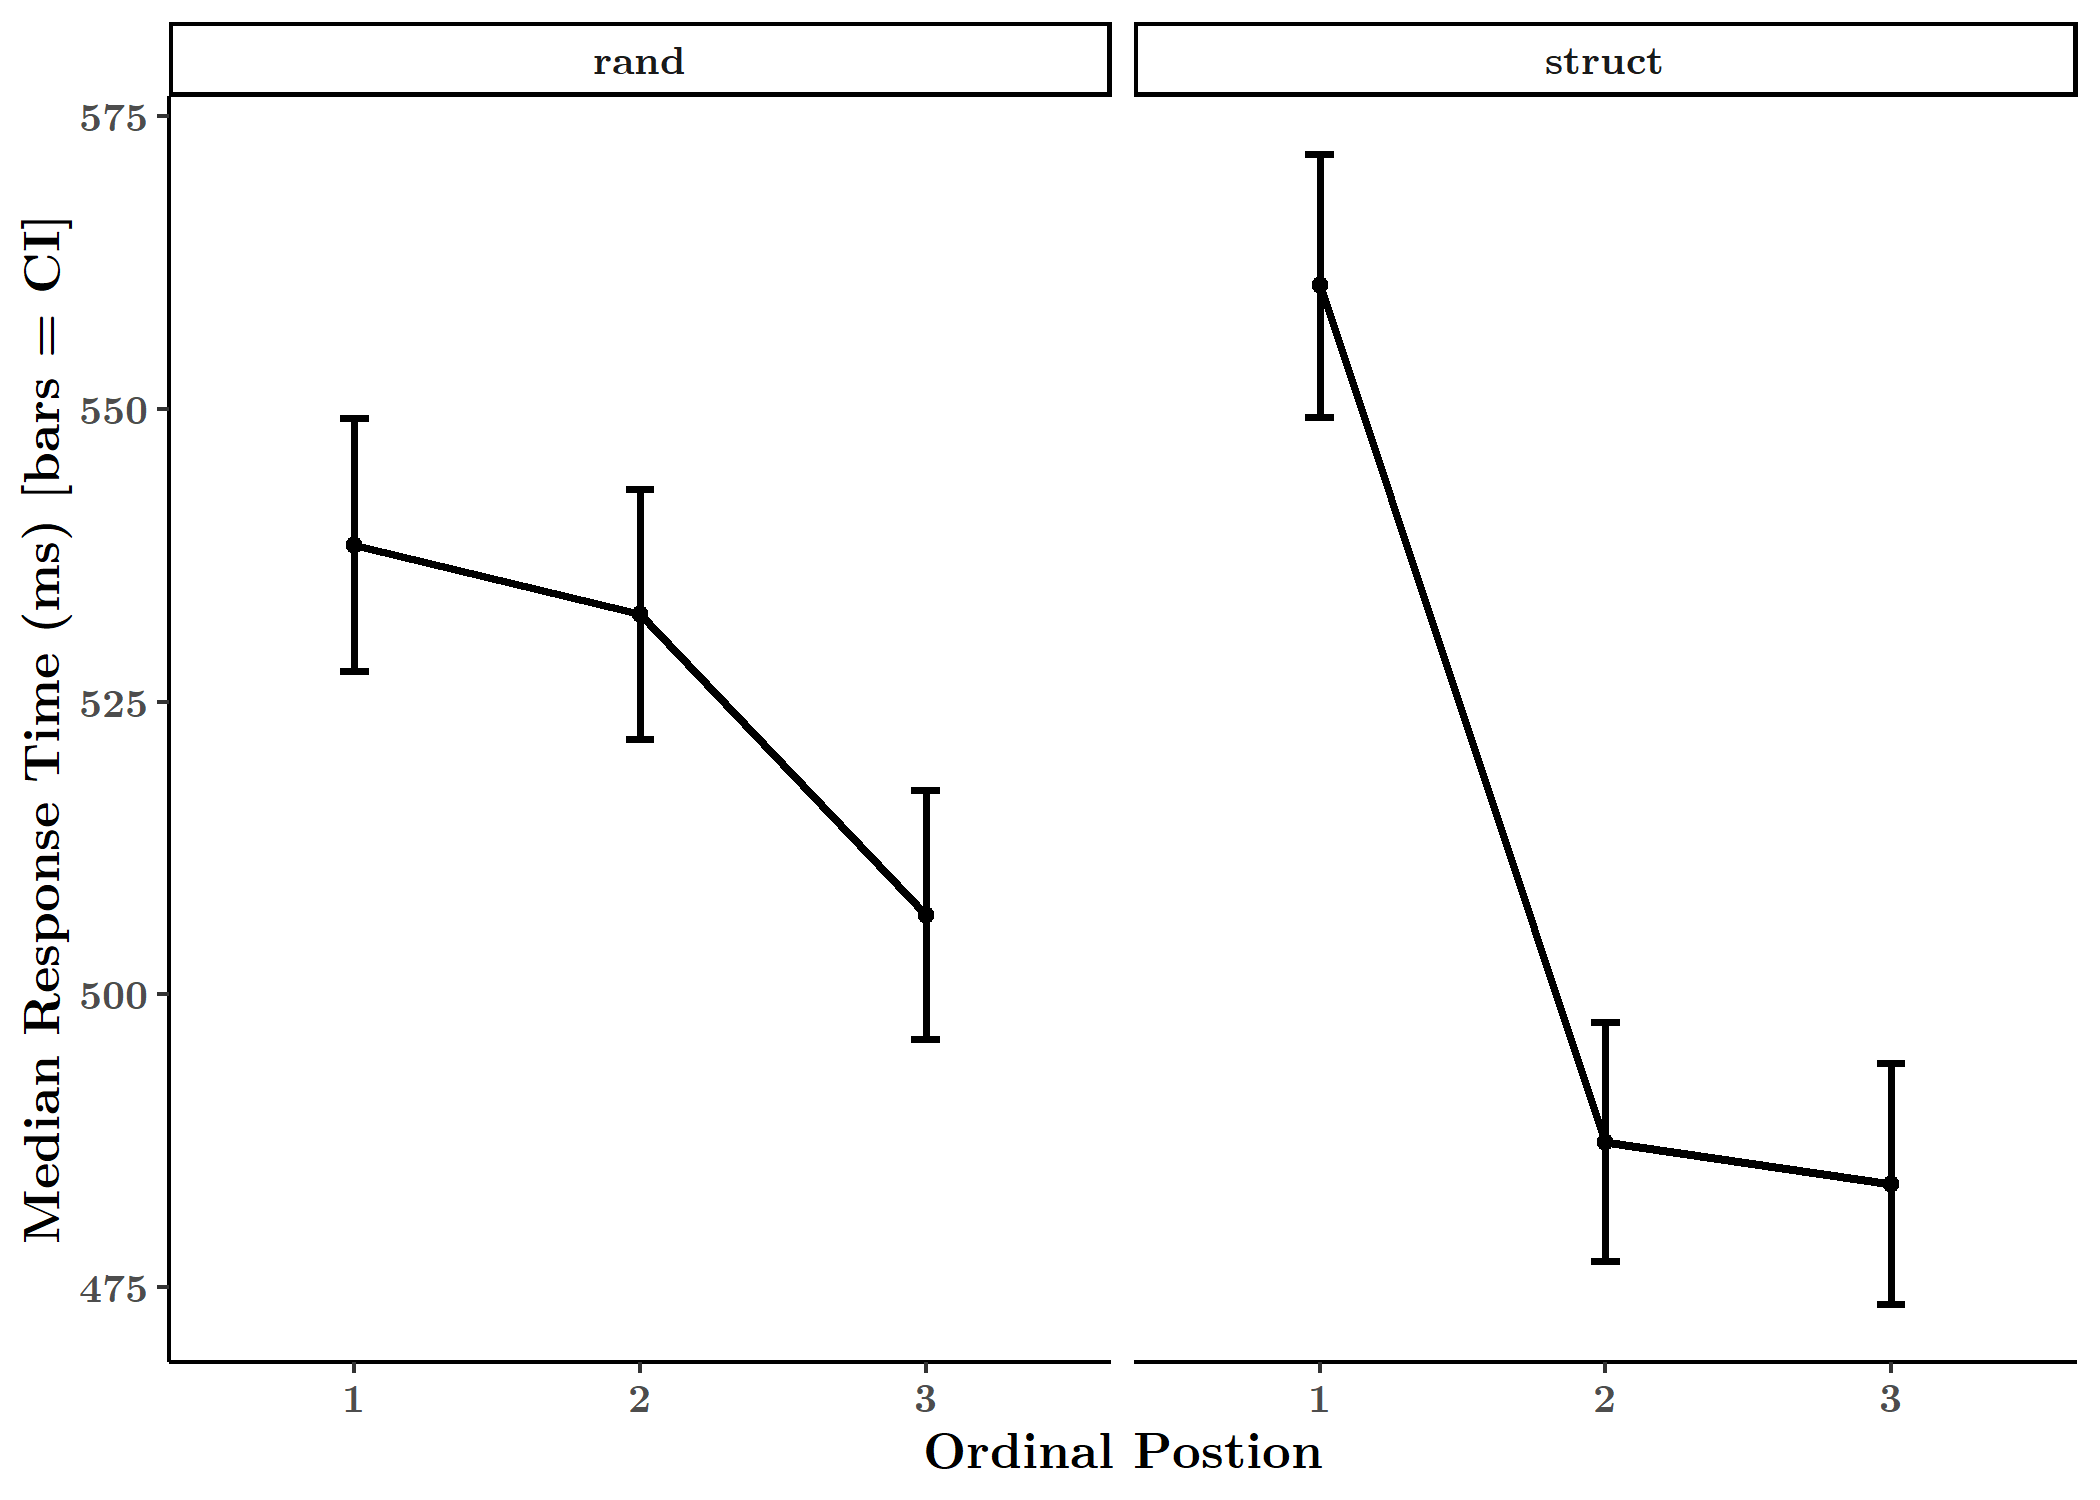 rand
struct
575
550
525
500
475
Median Response Time (ms) [bars = CI]
1 2 3
1 2 3
Ordinal Postion